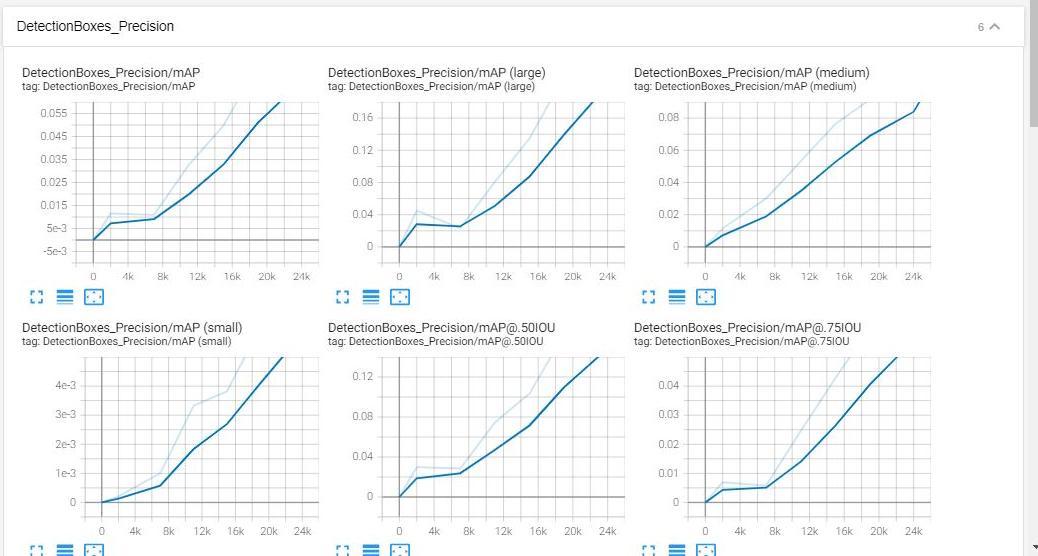 DetectionBoxes_Precision
6
DetectionBoxes_Precision/mAP
tag: DetectionBoxes_Precision/mAP
0.055
0.045
0.035
0.025
0.015
5e-3
-5e-3
0 4k 8k 12k 16k 20k 24k
DetectionBoxes_Precision/mAP (large)
tag: DetectionBoxes_Precision/mAP (large)
0.16
0.12
0.08
0.04
0
0 4k 8k 12k 16k 20k 24k
DetectionBoxes_Precision/mAP (medium)
tag: DetectionBoxes_Precision/mAP (medium)
0.08
0.06
0.04
0.02
0
0 4k 8k 12k 16k 20k 24k
DetectionBoxes_Precision/mAP (small)
tag: DetectionBoxes_Precision/mAP (small)
4e-3
3e-3
2e-3
1e-3
0
0 4k 8k 12k 16k 20k 24k
DetectionBoxes_Precision/mAP@.50IOU
tag: DetectionBoxes_Precision/mAP@.50IOU
0.12
0.08
0.04
0
0 4k 8k 12k 16k 20k 24k
DetectionBoxes_Precision/mAP@.75IOU
tag: DetectionBoxes_Precision/mAP@.75IOU
0.04
0.03
0.02
0.01
0
0 4k 8k 12k 16k 20k 24k